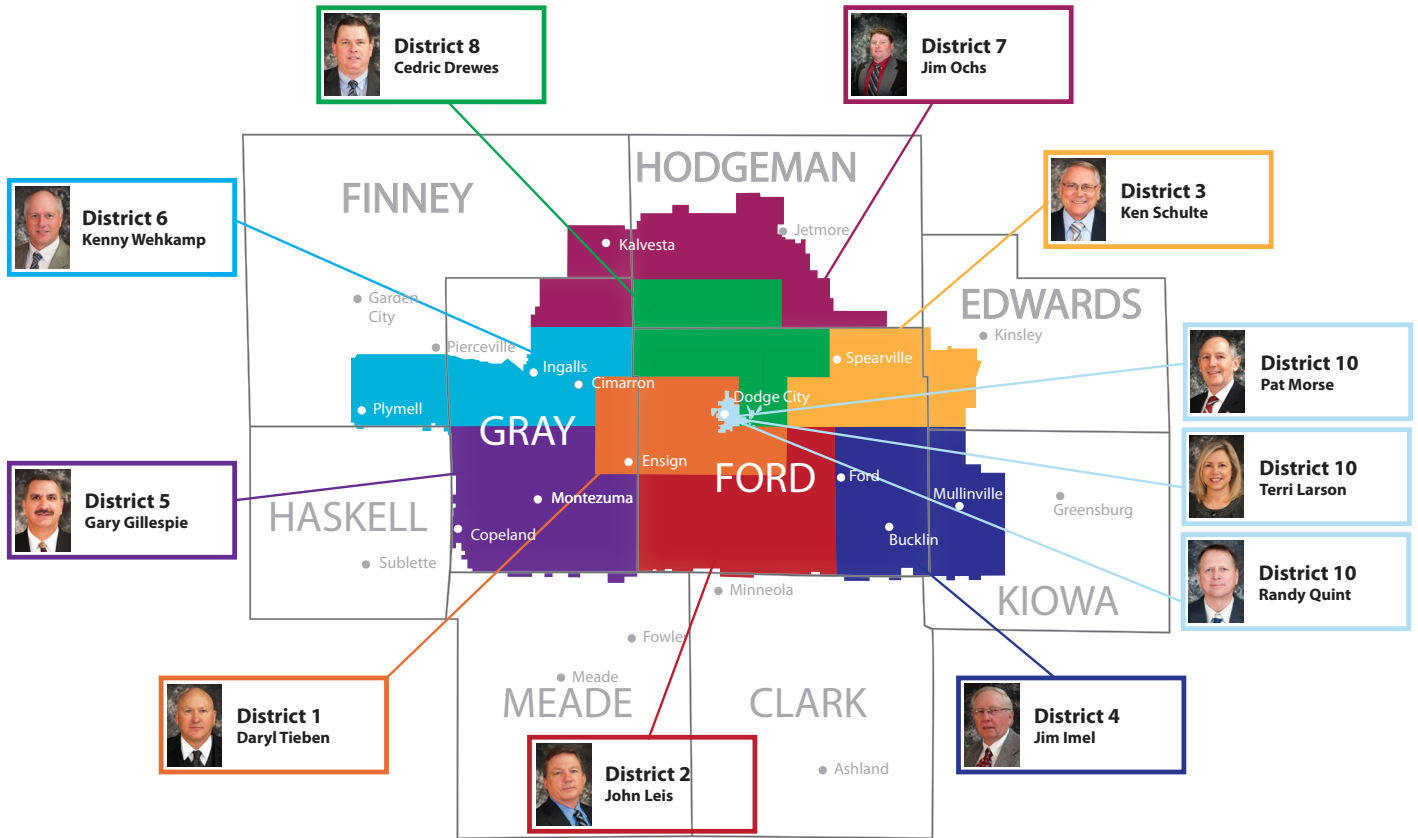 District 8
Cedric Drewes
District 7
Jim Ochs
HODGEMAN
FINNEY
District 3
Ken Schulte
District 6
Kenny Wehkamp
Jetmore
Kalvesta
EDWARDS
Garden
City
Kinsley
Pierceville
Spearville
Ingalls
District 10
Pat Morse
Cimarron
Dodge City
Plymell
GRAY
Ensign
FORD
Ford
District 10
Terri Larson
District 5
Gary Gillespie
Montezuma
Mullinville
Greensburg
HASKELL
Copeland
Bucklin
Sublette
District 10
Randy Quint
Minneola
KIOWA
Fowler
Meade
MEADE
CLARK
District 1
Daryl Tieben
District 4
Jim Imel
Ashland
District 2
John Leis